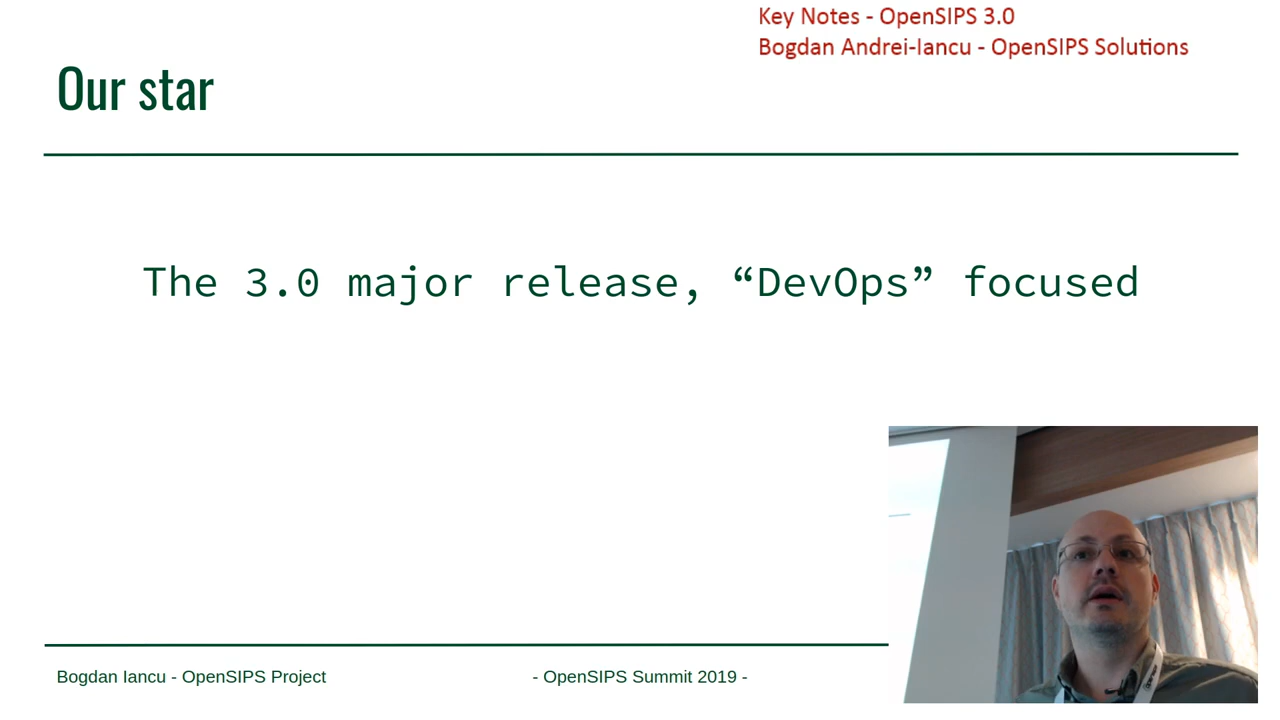 Key Notes - OpenSIPS 3.0
Bogdan Andrei-Iancu - OpenSIPS Solutions
Our star
The 3.0 major release, “DevOps” focused
Bogdan Iancu - OpenSIPS Project
- OpenSIPS Summit 2019 -